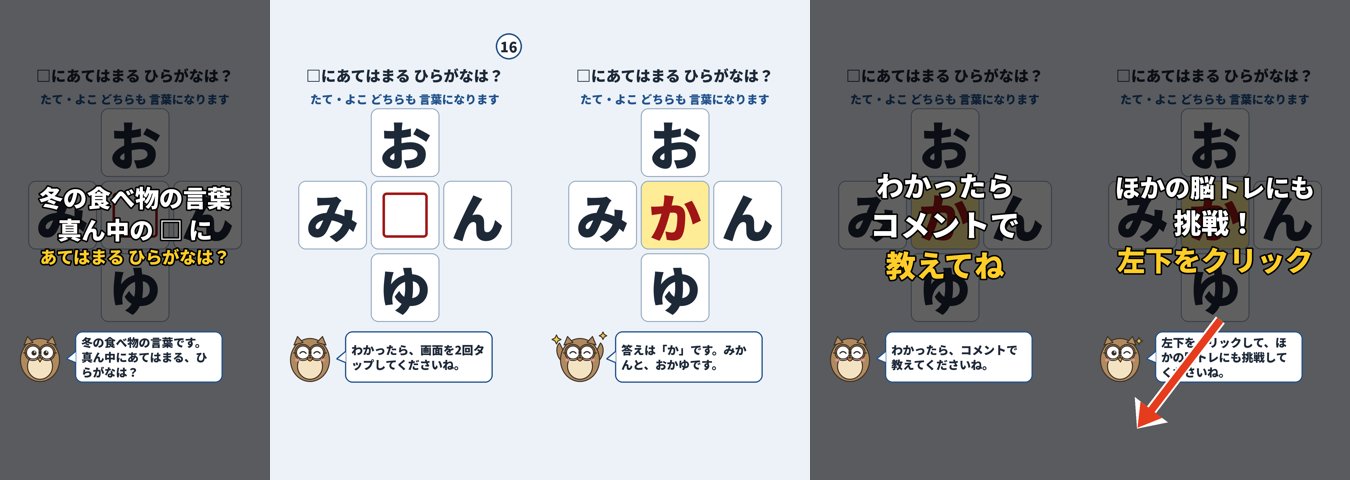 □にあてはまる ひらがなは？
たて・よこ どちらも 言葉になります
お
み
ん
ゆ
冬の食べ物の言葉
真ん中の □ に
あてはまる ひらがなは？
冬の食べ物の言葉です。
真ん中にあてはまる、ひ
らがなは？
16
□にあてはまる ひらがなは？
たて・よこ どちらも 言葉になります
お
み □ ん
ゆ
わかったら、画面を2回タ
ップしてくださいね。
□にあてはまる ひらがなは？
たて・よこ どちらも 言葉になります
お
み か ん
ゆ
答えは「か」です。みか
んと、おかゆです。
□にあてはまる ひらがなは？
たて・よこ どちらも 言葉になります
お
み か ん
ゆ
わかったら
コメントで
教えてね
わかったら、コメントで
教えてくださいね。
□にあてはまる ひらがなは？
たて・よこ どちらも 言葉になります
お
み か ん
ゆ
ほかの脳トレにも
挑戦！
左下をクリック
左下をクリックして、ほ
かの脳トレにも挑戦して
くださいね。